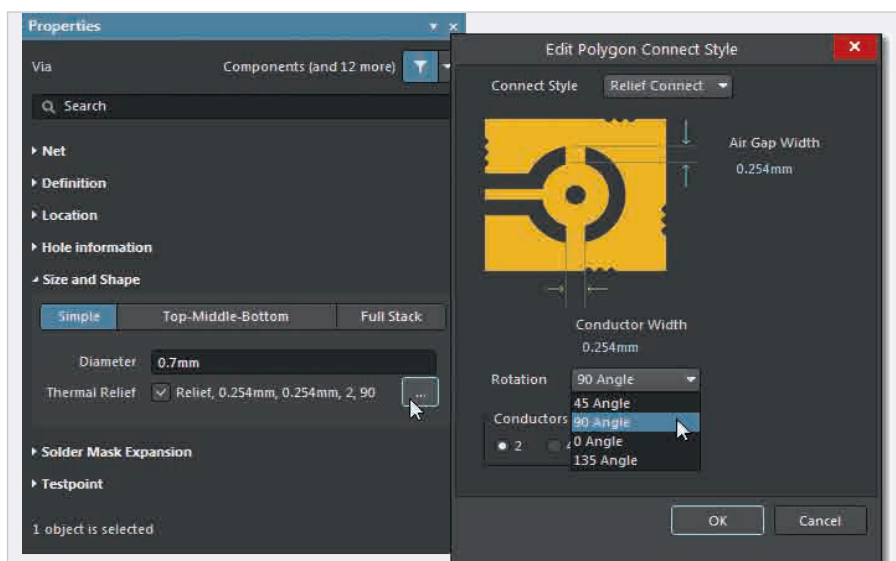 Properties
Via
Components (and 12 more)
Search
Net
Definition
Location
Hole information
Size and Shape
Simple
Top-Middle-Bottom
Full Stack
Diameter
0.7mm
Thermal Relief
Relief, 0.254mm, 0.254mm, 2, 90
...
Solder Mask Expansion
Testpoint
1 object is selected
Edit Polygon Connect Style
Connect Style
Relief Connect
Air Gap Width
0.254mm
Conductor Width
0.254mm
Rotation
90 Angle
45 Angle
90 Angle
0 Angle
135 Angle
Conductors
2
OK
Cancel